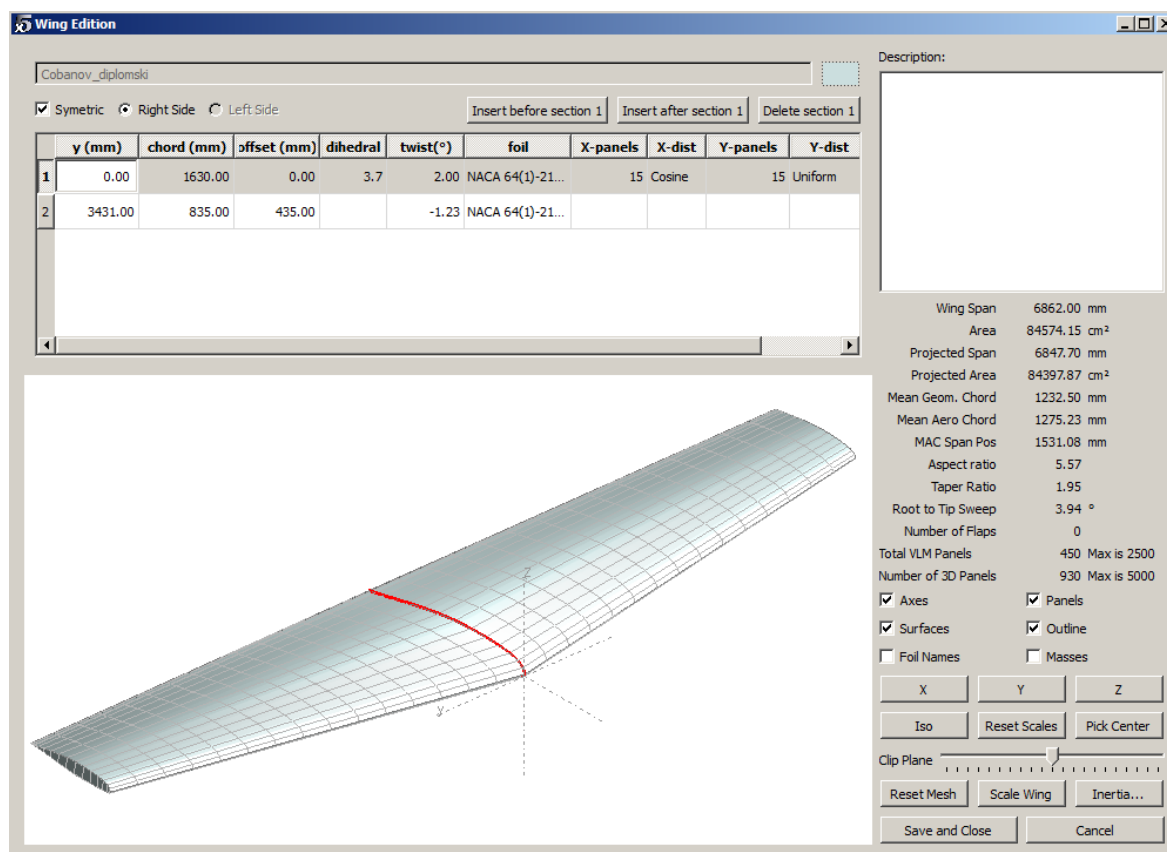 Wing Edition
Cobanov_diplomski
Symetric Right Side Left Side Insert before section 1 Insert after section 1 Delete section 1
y (mm) chord (mm) offset (mm) dihedral twist(°) foil X-panels X-dist Y-panels Y-dist
1 0.00 1630.00 0.00 3.7 2.00 NACA 64(1)-21... 15 Cosine 15 Uniform
2 3431.00 835.00 435.00 -1.23 NACA 64(1)-21...
Z
Y
Description:
Wing Span 6862.00 mm
Area 84574.15 cm²
Projected Span 6847.70 mm
Projected Area 84397.87 cm²
Mean Geom. Chord 1232.50 mm
Mean Aero Chord 1275.23 mm
MAC Span Pos 1531.08 mm
Aspect ratio 5.57
Taper Ratio 1.95
Root to Tip Sweep 3.94 °
Number of Flaps 0
Total VLM Panels 450 Max is 2500
Number of 3D Panels 930 Max is 5000
Axes Panels
Surfaces Outline
Foil Names Masses
X Y Z
Iso Reset Scales Pick Center
Clip Plane
Reset Mesh Scale Wing Inertia...
Save and Close Cancel